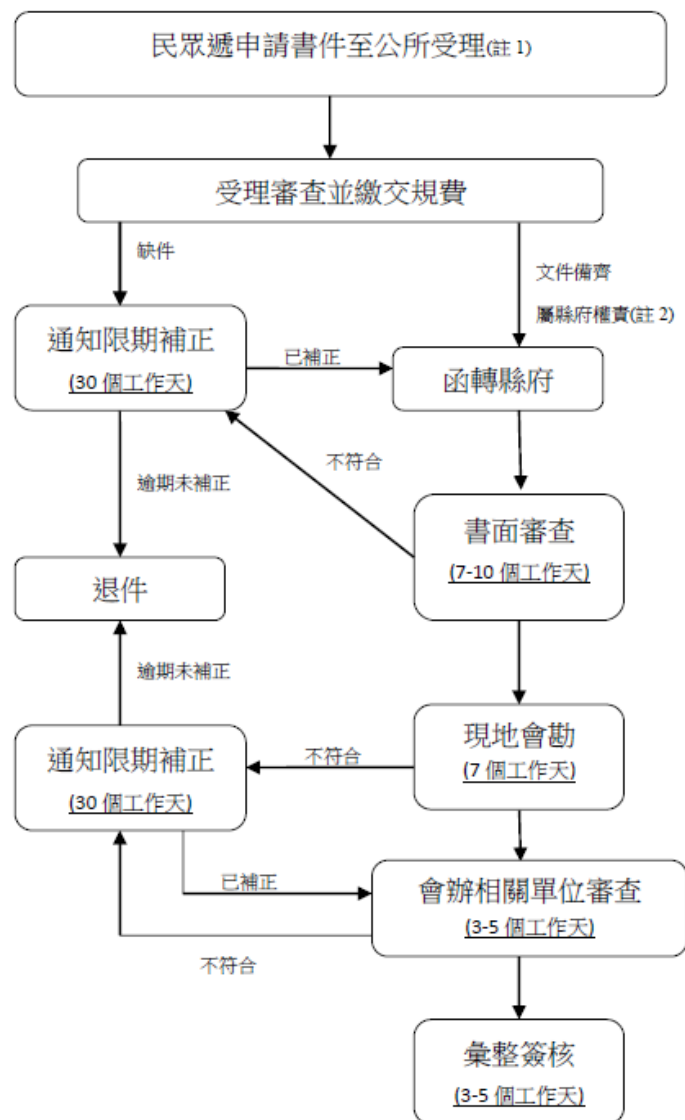 民眾遞申請書件至公所受理(註 1)
受理審查並繳交規費
缺件
文件備齊
屬縣府權責(註 2)
通知限期補正
(30 個工作天)
已補正
函轉縣府
不符合
逾期未補正
書面審查
(7-10 個工作天)
退件
逾期未補正
現地會勘
(7 個工作天)
不符合
通知限期補正
(30 個工作天)
已補正
會辦相關單位審查
(3-5 個工作天)
不符合
彙整簽核
(3-5 個工作天)